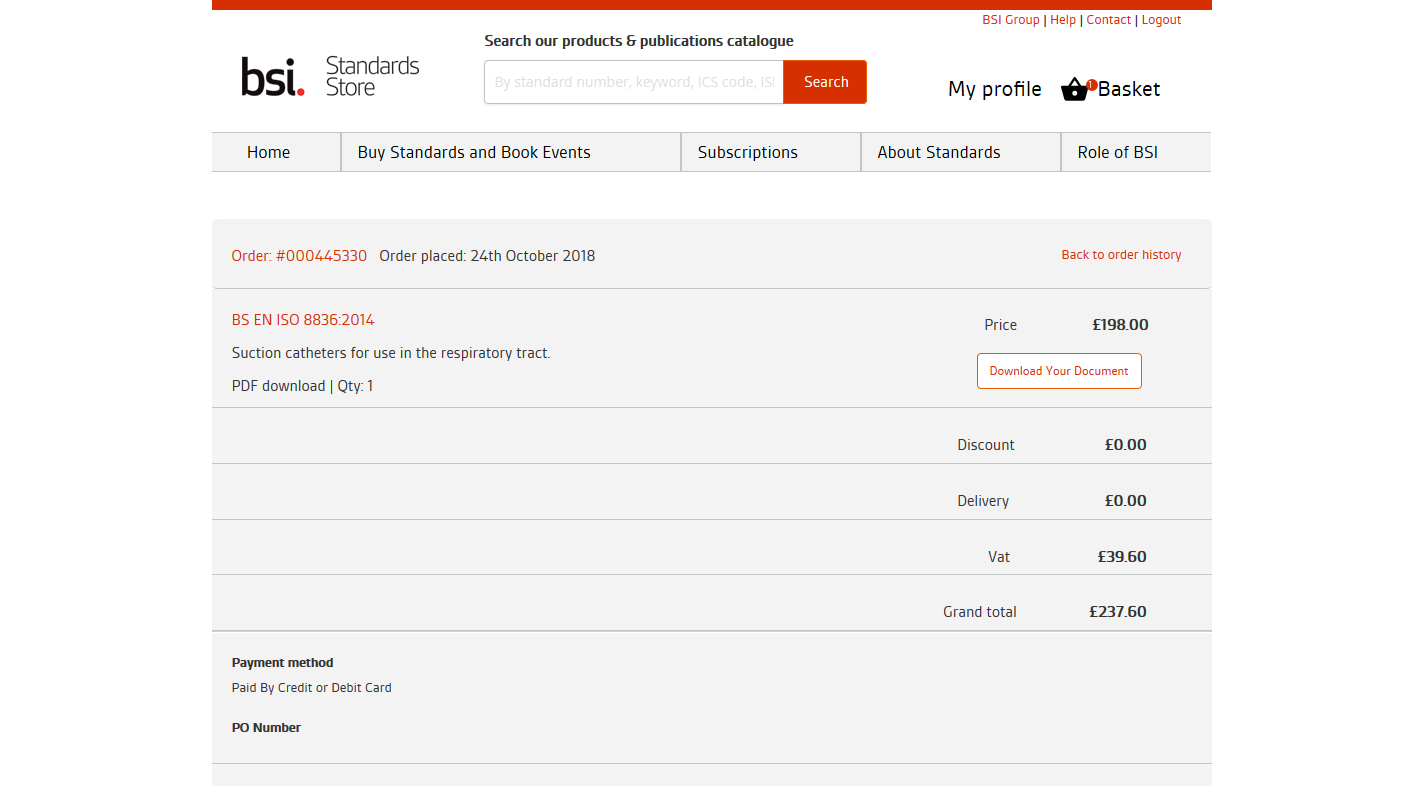 BSI Group | Help | Contact | Logout
Search our products & publications catalogue
bsi. Standards Store
By standard number, keyword, ICS code, ISI
Search
My profile
1
Basket
Home
Buy Standards and Book Events
Subscriptions
About Standards
Role of BSI
Order: #000445330 Order placed: 24th October 2018
Back to order history
BS EN ISO 8836:2014
Suction catheters for use in the respiratory tract.
PDF download | Qty: 1
Price £198.00
Download Your Document
Discount £0.00
Delivery £0.00
Vat £39.60
Grand total £237.60
Payment method
Paid By Credit or Debit Card
PO Number